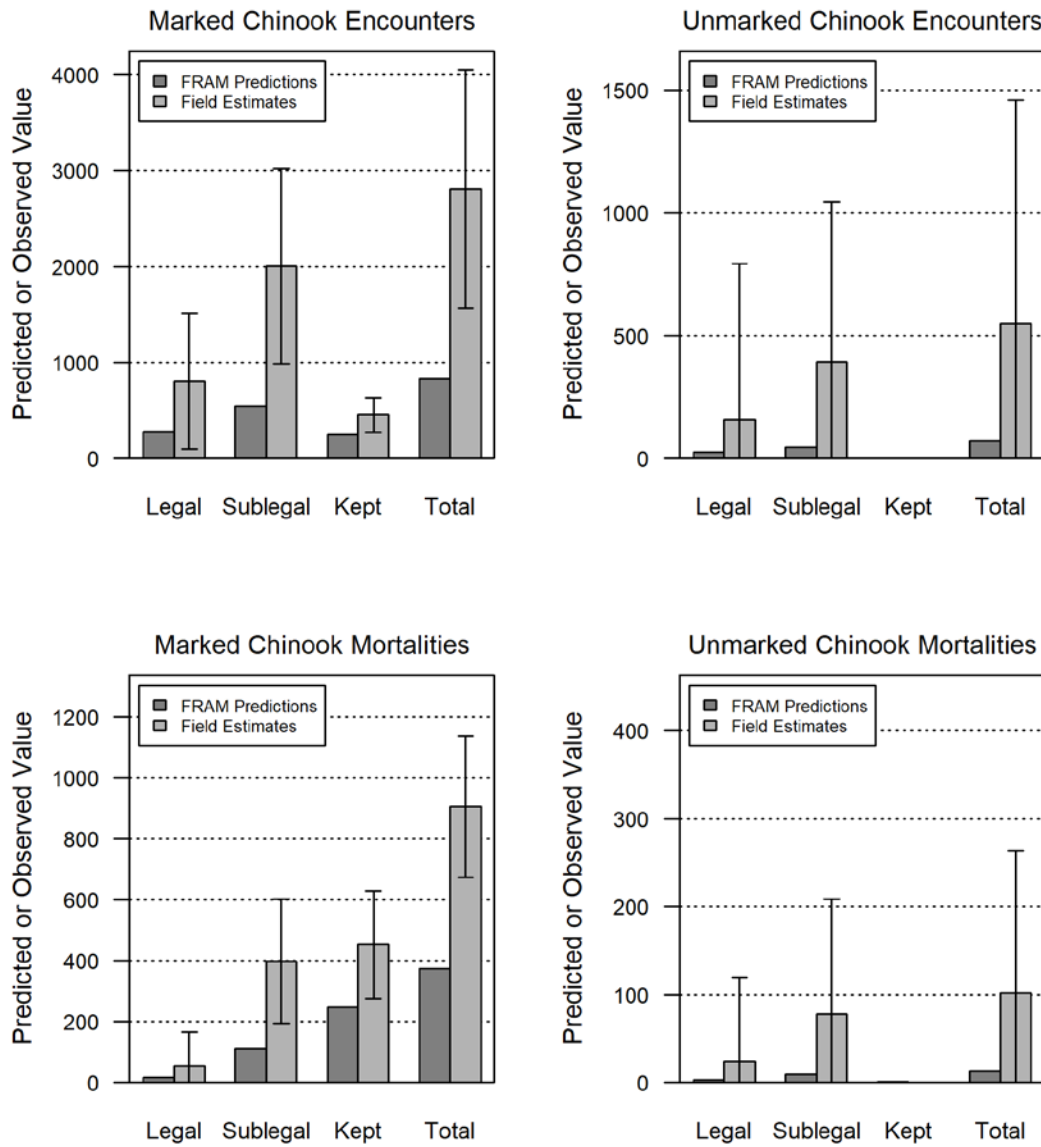 Marked Chinook Encounters
Predicted or Observed Value
4000
3000
2000
1000
0
FRAM Predictions
Field Estimates
Legal Sublegal Kept Total
Unmarked Chinook Encounters
Predicted or Observed Value
1500
1000
500
0
FRAM Predictions
Field Estimates
Legal Sublegal Kept Total
Marked Chinook Mortalities
Predicted or Observed Value
1200
1000
800
600
400
200
0
FRAM Predictions
Field Estimates
Legal Sublegal Kept Total
Unmarked Chinook Mortalities
Predicted or Observed Value
400
300
200
100
0
FRAM Predictions
Field Estimates
Legal Sublegal Kept Total